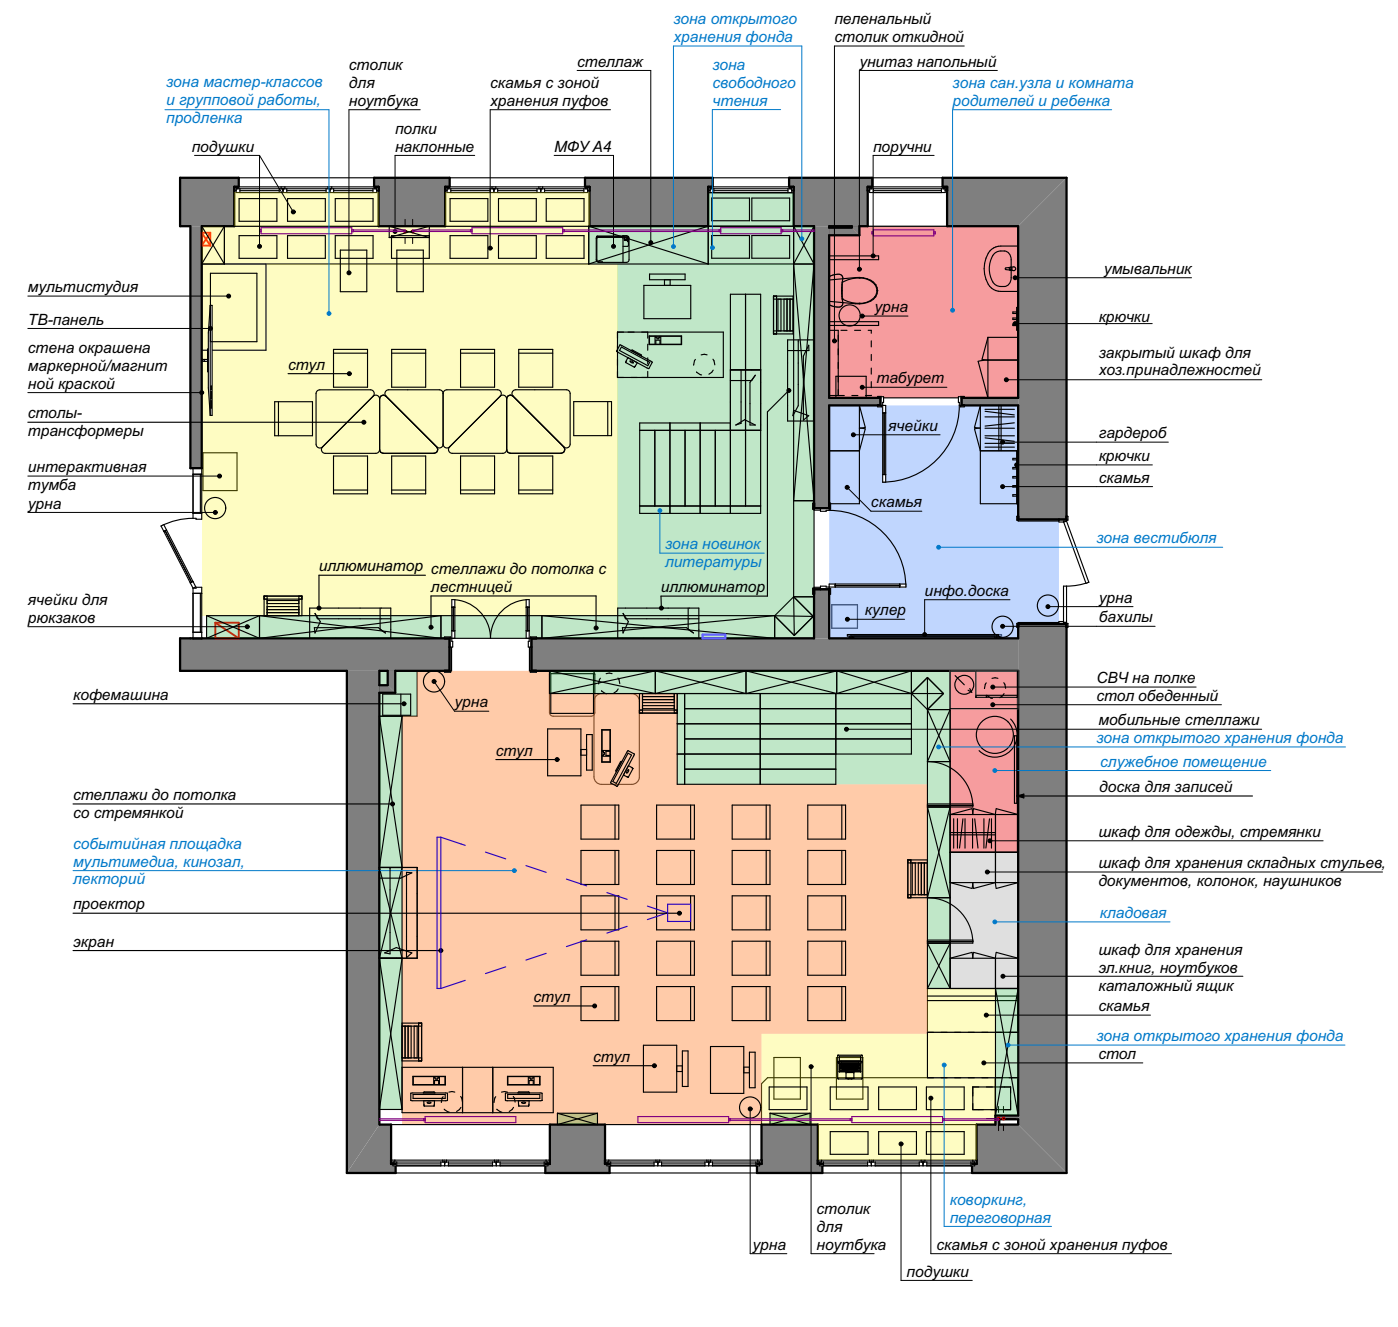 зона открытого
хранения фонда
пеленальный
столик откидной
столик
для
ноутбука
стеллаж
зона
свободного
чтения
унитаз напольный
зона мастер-классов
и групповой работы,
продленка
скамья с зоной
хранения пуфов
зона сан.узла и комната
родителей и ребенка
полки
наклонные
подушки
МФУ А4
поручни
мультистудия
умывальник
ТВ-панель
урна
крючки
стена окрашена
маркерной/магнит
ной краской
стул
табурет
закрытый шкаф для
хоз.принадлежностей
столы-
трансформеры
ячейки
гардероб
интерактивная
тумба
крючки
скамья
урна
скамья
зона новинок
литературы
зона вестибюля
иллюминатор
стеллажи до потолка с
лестницей
иллюминатор
инфо.доска
ячейки для
рюкзаков
кулер
урна
бахилы
кофемашина
урна
СВЧ на полке
стол обеденный
мобильные стеллажи
зона открытого хранения фонда
стул
служебное помещение
стеллажи до потолка
со стремянкой
доска для записей
событийная площадка
мультимедиа, кинозал,
лекторий
шкаф для одежды, стремянки
шкаф для хранения складных стульев,
документов, колонок, наушников
проектор
кладовая
экран
шкаф для хранения
эл.книг, ноутбуков
каталожный ящик
стул
скамья
зона открытого хранения фонда
стул
стол
коворкинг,
переговорная
столик
для
ноутбука
урна
скамья с зоной хранения пуфов
подушки